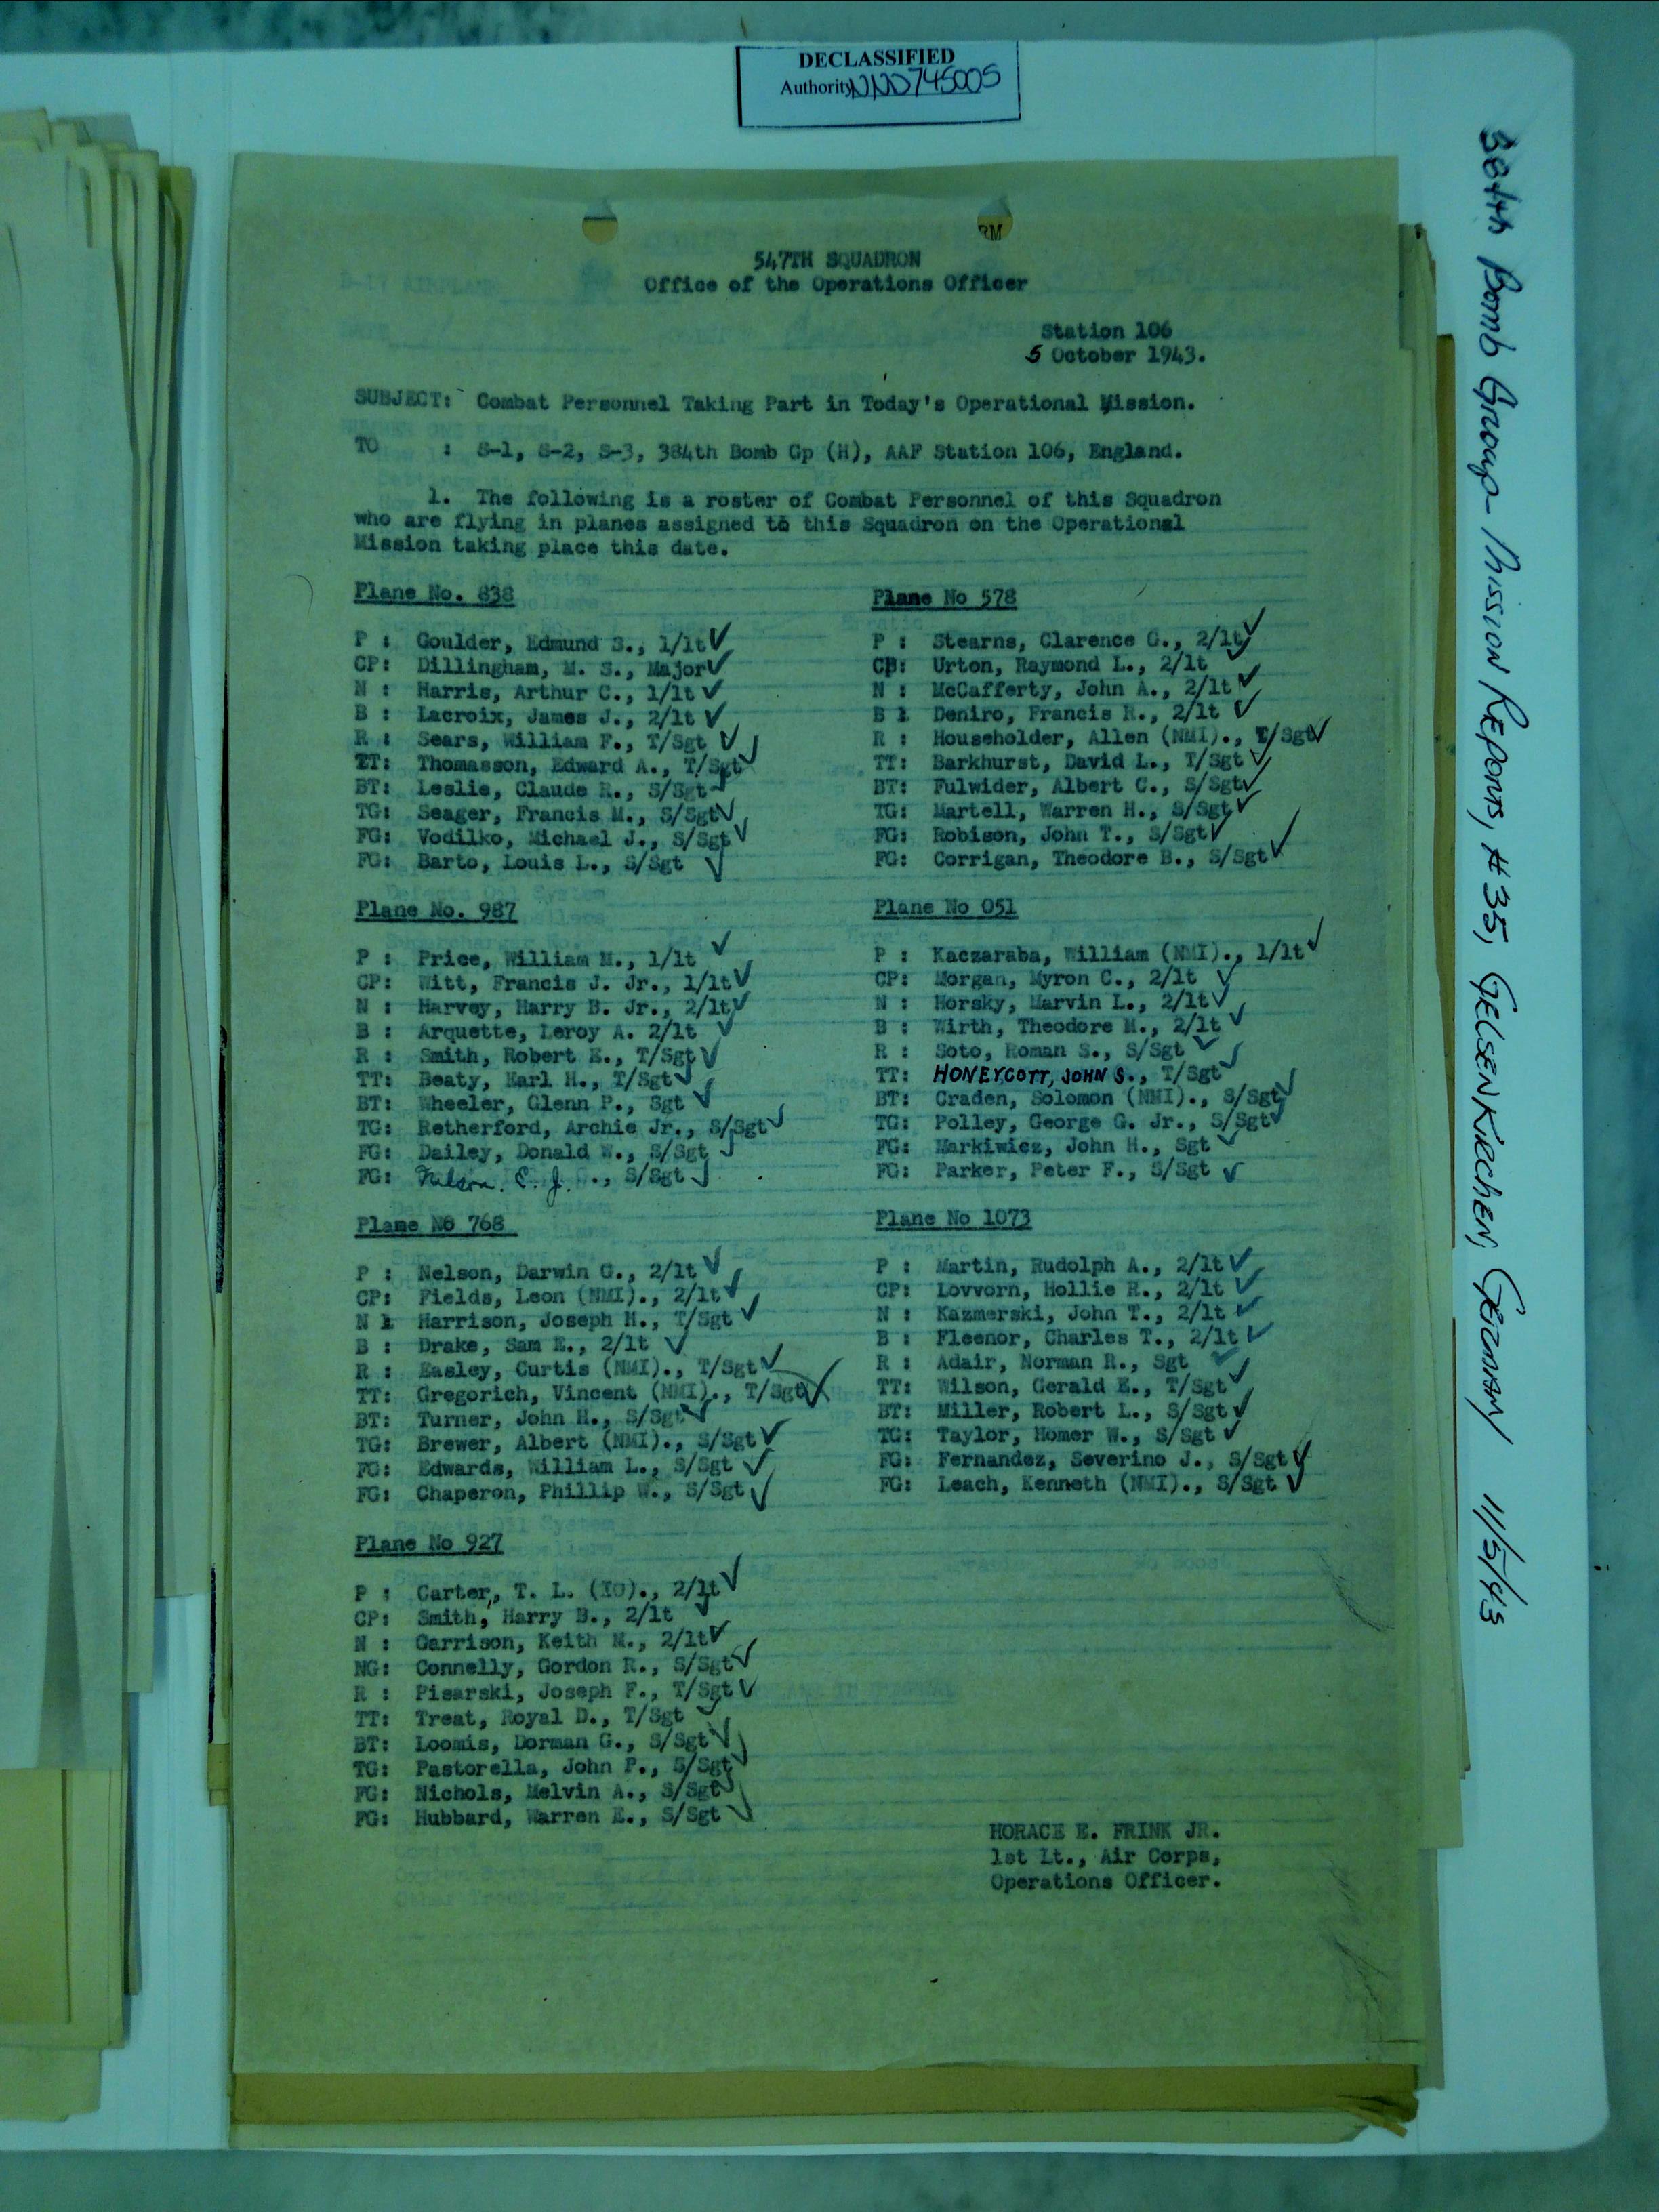 DECLASSIFIED
Authority NND745005
RM
547TH SQUADRON
Office of the Operations Officer
Station 106
5 October 1943.
SUBJECT: Combat Personnel Taking Part in Today's Operational Mission.
TO : S-1, S-2, S-3, 384th Bomb Gp (H), AAF Station 106, England.
1. The following is a roster of Combat Personnel of this Squadron
who are flying in planes assigned to this Squadron on the Operational
Mission taking place this date.
Plane No. 838
P : Goulder, Edmund S., 1/lt
CP: Dillingham, M. S., Major
N : Harris, Arthur C., 1/lt
B : Lacroix, James J., 2/lt
R : Sears, William F., T/Sgt
TT: Thomasson, Edward A., T/Sgt
BT: Leslie, Claude R., S/Sgt
TG: Seager, Francis M., S/Sgt
FG: Vodilko, Michael J., S/Sgt
FG: Barto, Louis L., S/Sgt
Plane No 578
P : Stearns, Clarence G., 2/lt
CP: Urton, Raymond L., 2/lt
N : McCafferty, John A., 2/lt
B : Deniro, Francis R., 2/lt
R : Householder, Allen (NMI)., T/Sgt
TT: Barkhurst, David L., T/Sgt
BT: Fulwider, Albert C., S/Sgt
TG: Martell, Warren H., S/Sgt
FG: Robison, John T., S/Sgt
FG: Corrigan, Theodore B., S/Sgt
Plane No. 987
P : Price, William N., 1/lt
CP: Witt, Francis J. Jr., 1/lt
N : Harvey, Harry B. Jr., 2/lt
B : Arquette, Leroy A. 2/lt
R : Smith, Robert E., T/Sgt
TT: Beaty, Earl H., T/Sgt
BT: Wheeler, Glenn P., Sgt
TG: Retherford, Archie Jr., S/Sgt
FG: Dailey, Donald W., S/Sgt
FG: E. J. ., S/Sgt
Plane No 051
P : Kaczaraba, William (NMI)., 1/lt
CP: Morgan, Myron C., 2/lt
N : Horsky, Marvin L., 2/lt
B : Wirth, Theodore M., 2/lt
R : Soto, Roman S., S/Sgt
TT: HONEYCOTT, JOHN S., T/Sgt
BT: Craden, Solomon (NMI)., S/Sgt
TG: Polley, George G. Jr., S/Sgt
FG: Markiwicz, John H., Sgt
FG: Parker, Peter F., S/Sgt
Plane No 768
P : Nelson, Darwin G., 2/lt
CP: Fields, Leon (NMI)., 2/lt
N : Harrison, Joseph H., T/Sgt
B : Drake, Sam E., 2/lt
R : Easley, Curtis (NMI)., T/Sgt
TT: Gregorich, Vincent (NMI)., T/Sgt
BT: Turner, John H., S/Sgt
TG: Brewer, Albert (NMI)., S/Sgt
FG: Edwards, William L., S/Sgt
FG: Chaperon, Phillip W., S/Sgt
Plane No 1073
P : Martin, Rudolph A., 2/lt
CP: Lovvorn, Hollie R., 2/lt
N : Kazmerski, John T., 2/lt
B : Fleenor, Charles T., 2/lt
R : Adair, Norman R., Sgt
TT: Wilson, Gerald E., T/Sgt
BT: Miller, Robert L., S/Sgt
TG: Taylor, Homer W., S/Sgt
FG: Fernandez, Severino J., S/Sgt
FG: Leach, Kenneth (NMI)., S/Sgt
Plane No 927
P : Carter, T. L. (IO)., 2/lt
CP: Smith, Harry B., 2/lt
N : Garrison, Keith M., 2/lt
NG: Connelly, Gordon R., S/Sgt
R : Pisarski, Joseph F., T/Sgt
TT: Treat, Royal D., T/Sgt
BT: Loomis, Dorman G., S/Sgt
TG: Pastorella, John P., S/Sgt
FG: Nichols, Melvin A., S/Sgt
FG: Hubbard, Warren E., S/Sgt
HORACE E. FRINK JR.
1st Lt., Air Corps,
Operations Officer.
384th Bomb Group - Mission Reports, #35, GELSENKIRCHEN, GERMANY 11/5/43